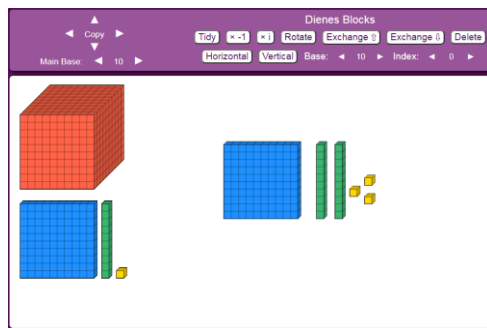 Dienes Blocks
Copy
Tidy × -1 × i Rotate Exchange ⇧ Exchange ⇩ Delete
Main Base: 10
Horizontal Vertical Base: 10 Index: 0